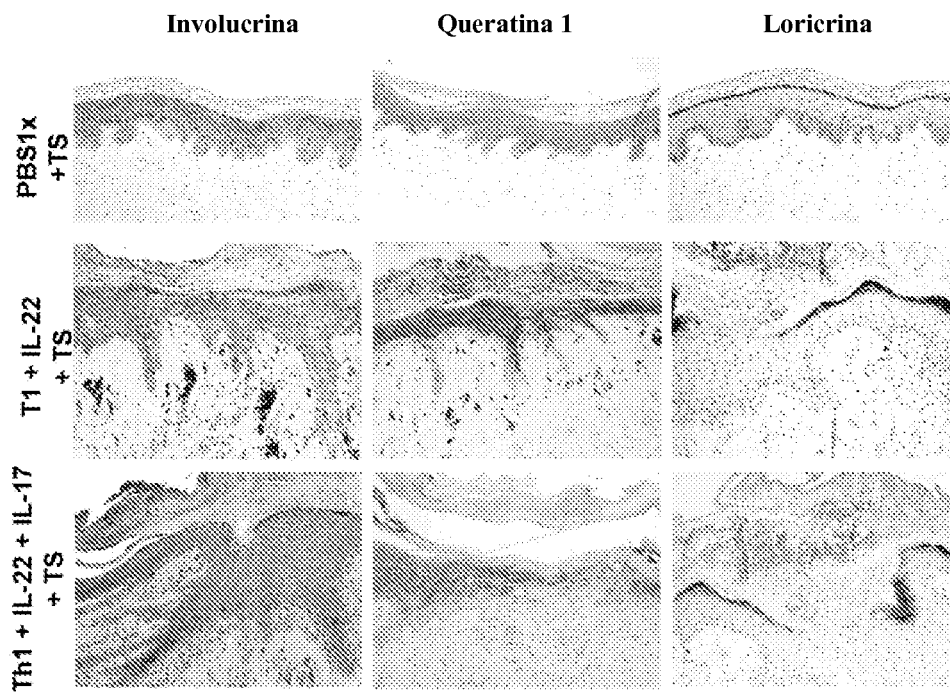 Involucrina Queratina 1 Loricrina
PBS1x
+TS
T1 + IL-22
+ TS
Th1 + IL-22 + IL-17
+ TS